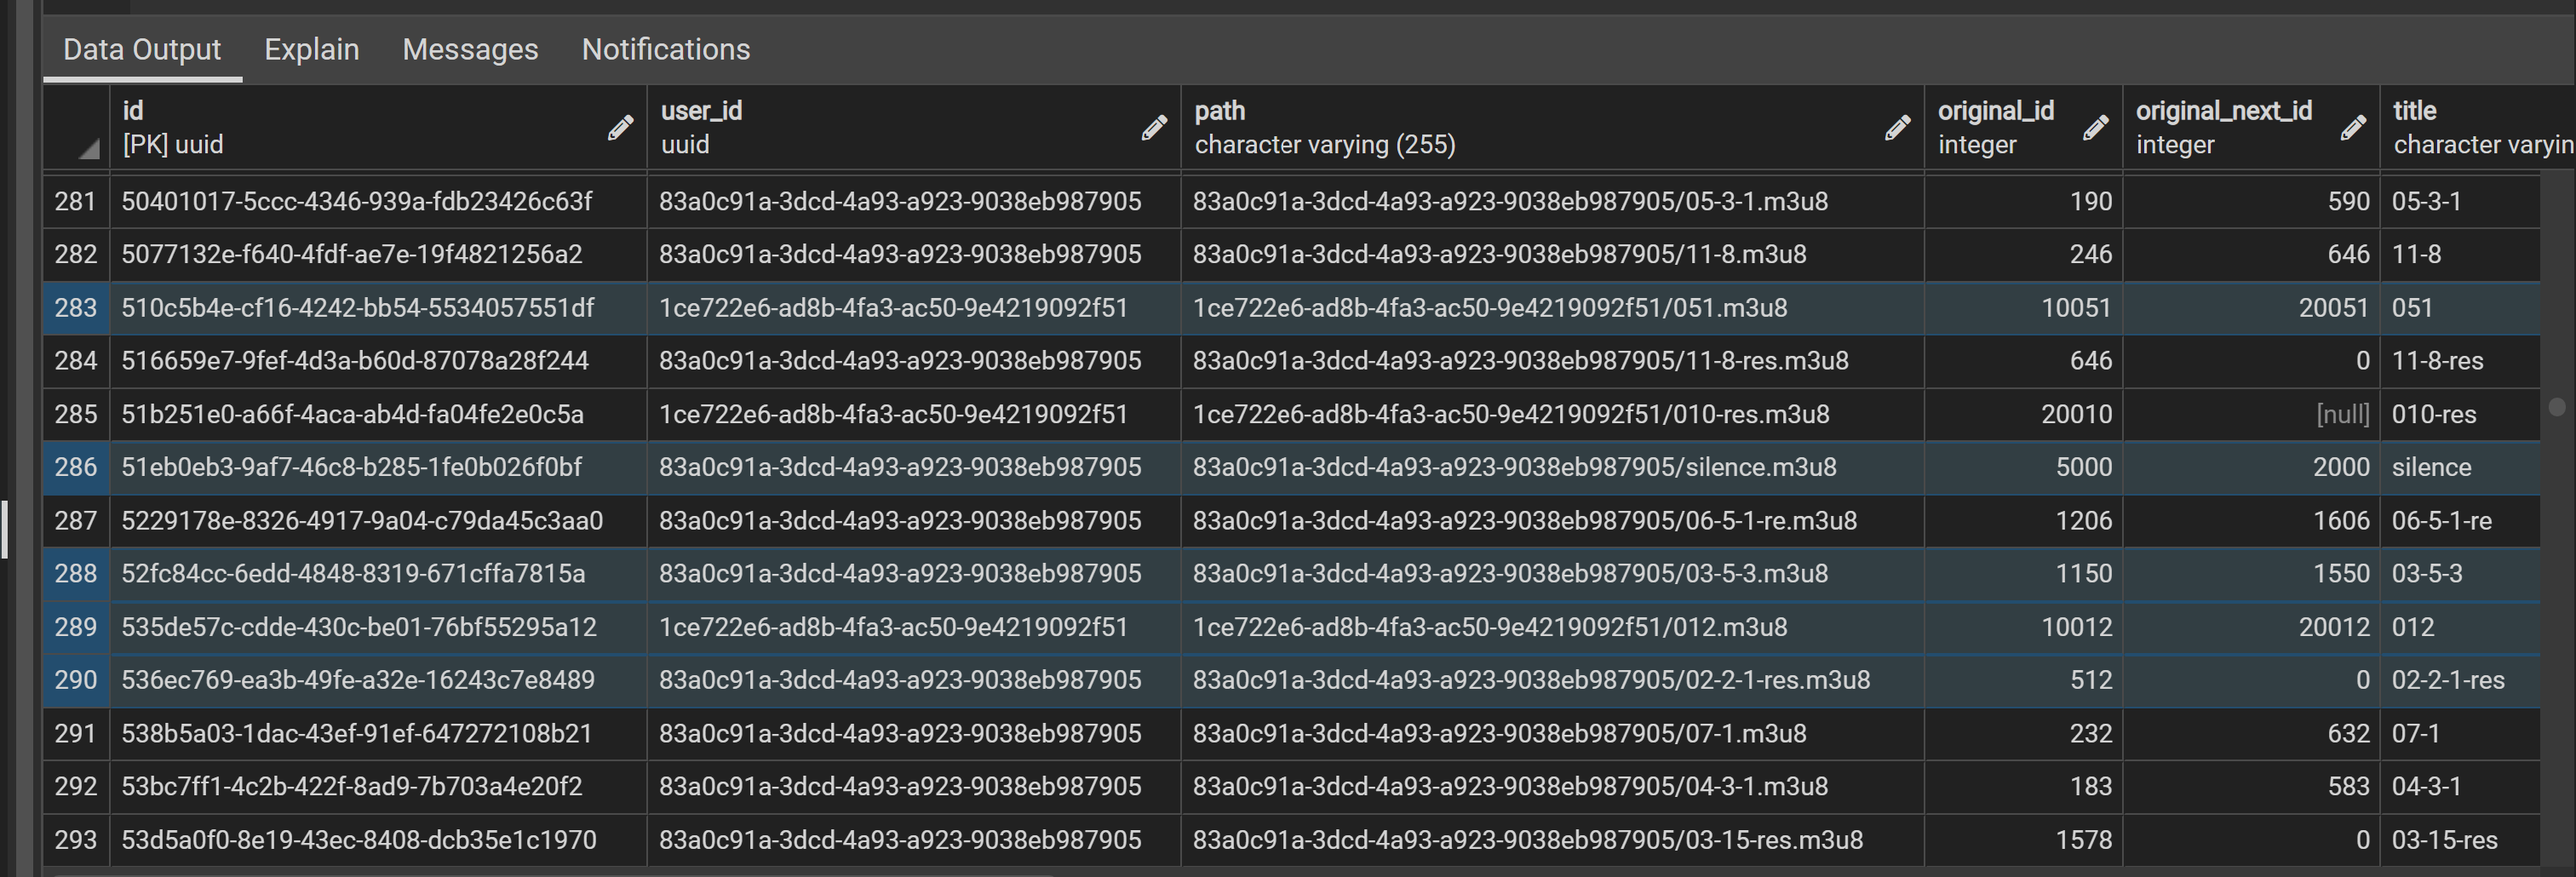 Data Output Explain Messages Notifications
id user_id path original_id original_next_id title
[PK] uuid uuid character varying (255) integer integer character varyin
281 50401017-5ccc-4346-939a-fdb23426c63f 83a0c91a-3dcd-4a93-a923-9038eb987905 83a0c91a-3dcd-4a93-a923-9038eb987905/05-3-1.m3u8 190 590 05-3-1
282 5077132e-f640-4fdf-ae7e-19f4821256a2 83a0c91a-3dcd-4a93-a923-9038eb987905 83a0c91a-3dcd-4a93-a923-9038eb987905/11-8.m3u8 246 646 11-8
283 510c5b4e-cf16-4242-bb54-5534057551df 1ce722e6-ad8b-4fa3-ac50-9e4219092f51 1ce722e6-ad8b-4fa3-ac50-9e4219092f51/051.m3u8 10051 20051 051
284 516659e7-9fef-4d3a-b60d-87078a28f244 83a0c91a-3dcd-4a93-a923-9038eb987905 83a0c91a-3dcd-4a93-a923-9038eb987905/11-8-res.m3u8 646 0 11-8-res
285 51b251e0-a66f-4aca-ab4d-fa04fe2e0c5a 1ce722e6-ad8b-4fa3-ac50-9e4219092f51 1ce722e6-ad8b-4fa3-ac50-9e4219092f51/010-res.m3u8 20010 [null] 010-res
286 51eb0eb3-9af7-46c8-b285-1fe0b026f0bf 83a0c91a-3dcd-4a93-a923-9038eb987905 83a0c91a-3dcd-4a93-a923-9038eb987905/silence.m3u8 5000 2000 silence
287 5229178e-8326-4917-9a04-c79da45c3aa0 83a0c91a-3dcd-4a93-a923-9038eb987905 83a0c91a-3dcd-4a93-a923-9038eb987905/06-5-1-re.m3u8 1206 1606 06-5-1-re
288 52fc84cc-6edd-4848-8319-671cffa7815a 83a0c91a-3dcd-4a93-a923-9038eb987905 83a0c91a-3dcd-4a93-a923-9038eb987905/03-5-3.m3u8 1150 1550 03-5-3
289 535de57c-cdde-430c-be01-76bf55295a12 1ce722e6-ad8b-4fa3-ac50-9e4219092f51 1ce722e6-ad8b-4fa3-ac50-9e4219092f51/012.m3u8 10012 20012 012
290 536ec769-ea3b-49fe-a32e-16243c7e8489 83a0c91a-3dcd-4a93-a923-9038eb987905 83a0c91a-3dcd-4a93-a923-9038eb987905/02-2-1-res.m3u8 512 0 02-2-1-res
291 538b5a03-1dac-43ef-91ef-647272108b21 83a0c91a-3dcd-4a93-a923-9038eb987905 83a0c91a-3dcd-4a93-a923-9038eb987905/07-1.m3u8 232 632 07-1
292 53bc7ff1-4c2b-422f-8ad9-7b703a4e20f2 83a0c91a-3dcd-4a93-a923-9038eb987905 83a0c91a-3dcd-4a93-a923-9038eb987905/04-3-1.m3u8 183 583 04-3-1
293 53d5a0f0-8e19-43ec-8408-dcb35e1c1970 83a0c91a-3dcd-4a93-a923-9038eb987905 83a0c91a-3dcd-4a93-a923-9038eb987905/03-15-res.m3u8 1578 0 03-15-res